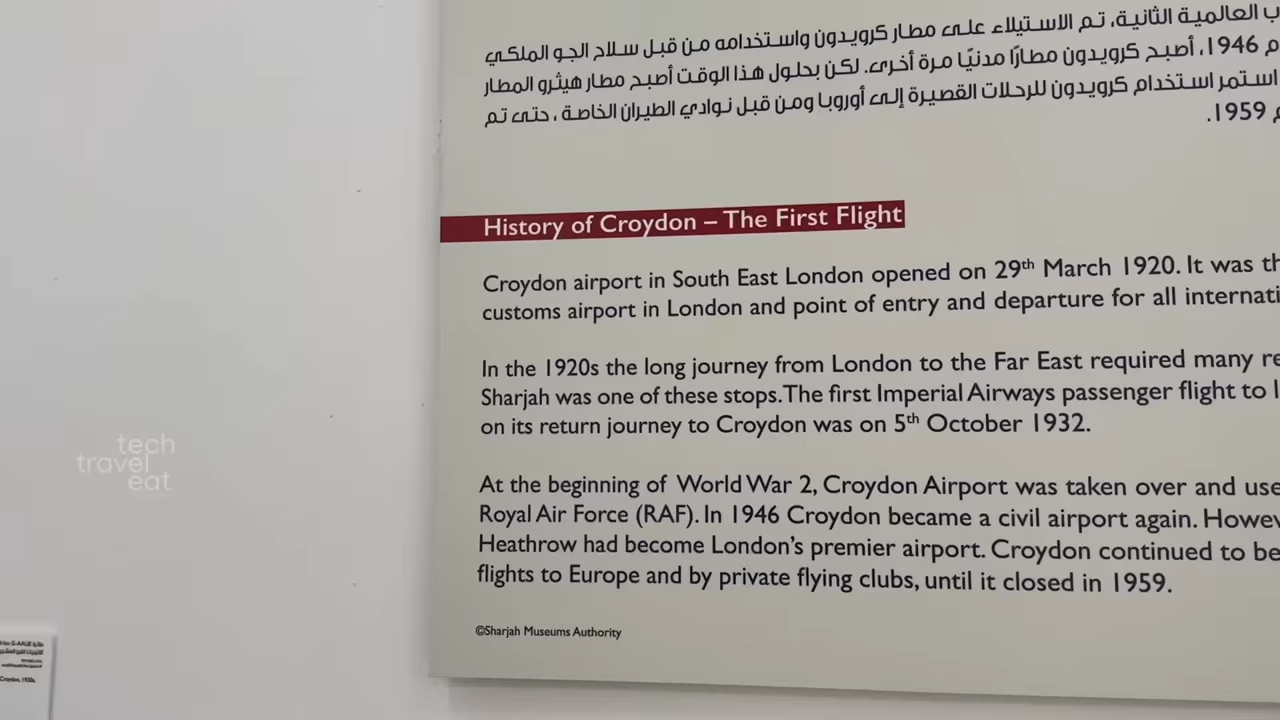 ب العالمية الثانية، تم الاستيلاء على مطار كرويدون واستخدامه من قبل سلاح الجو الملكي
م 1946، أصبح كرويدون مطارًا مدنيًا مرة أخرى. لكن بحلول هذا الوقت أصبح مطار هيثرو المطار
استمر استخدام كرويدون للرحلات القصيرة إلى أوروبا ومن قبل نوادي الطيران الخاصة ، حتى تم
م 1959.
History of Croydon – The First Flight
Croydon airport in South East London opened on 29th March 1920. It was th
customs airport in London and point of entry and departure for all internati
In the 1920s the long journey from London to the Far East required many re
Sharjah was one of these stops. The first Imperial Airways passenger flight to
on its return journey to Croydon was on 5th October 1932.
At the beginning of World War 2, Croydon Airport was taken over and use
Royal Air Force (RAF). In 1946 Croydon became a civil airport again. Howev
Heathrow had become London's premier airport. Croydon continued to be
flights to Europe and by private flying clubs, until it closed in 1959.
©Sharjah Museums Authority
tech
travel
eat
Croydon, 1930s